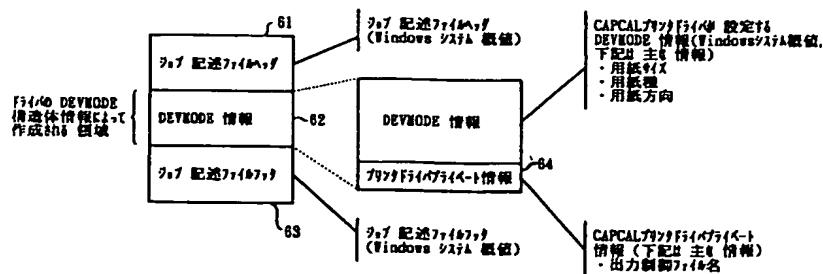 61
ジョブ 記述ファイルヘッダ
DEVMODE 情報
62
ジョブ 記述ファイルフッタ
63
ドライバの DEVMODE
構造体情報によって
作成される 領域
ジョブ 記述ファイルヘッダ
(Windows システム 既値)
DEVMODE 情報
64
プリンタドライバプライベート情報
ジョブ 記述ファイルフッタ
(Windows システム 既値)
CAPCALプリンタドライバが 設定する
DEVMODE 情報(Windowsシステム既値,
下記は 主な 情報)
・用紙サイズ
・用紙種
・用紙方向
CAPCALプリンタドライバプライベート
情報 (下記は 主な 情報)
・出力制御ファイル名